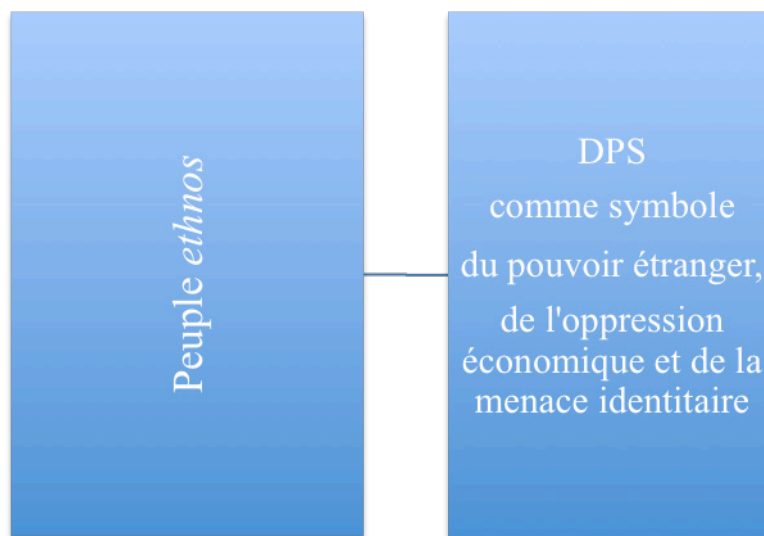 Peuple ethnos
DPS
comme symbole
du pouvoir étranger,
de l'oppression
économique et de la
menace identitaire